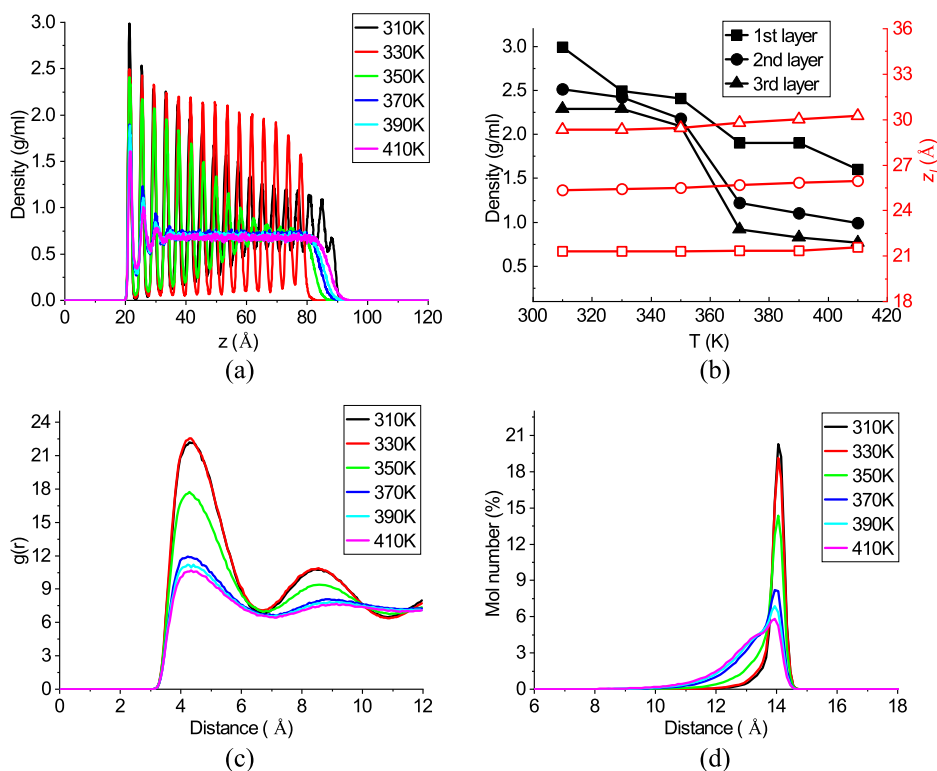 3.0
2.5
2.0
1.5
1.0
0.5
0.0
Density (g/ml)
0 20 40 60 80 100 120
z (Å)
310K
330K
350K
370K
390K
410K
(a)
3.0
2.5
2.0
1.5
1.0
0.5
Density (g/ml)
300 320 340 360 380 400 420
T (K)
1st layer
2nd layer
3rd layer
36
33
30
27
24
21
18
z_i (Å)
(b)
24
21
18
15
12
9
6
3
0
g(r)
0 2 4 6 8 10 12
Distance ( Å)
310K
330K
350K
370K
390K
410K
(c)
21
18
15
12
9
6
3
0
Mol number (%)
6 8 10 12 14 16 18
Distance ( Å)
310K
330K
350K
370K
390K
410K
(d)